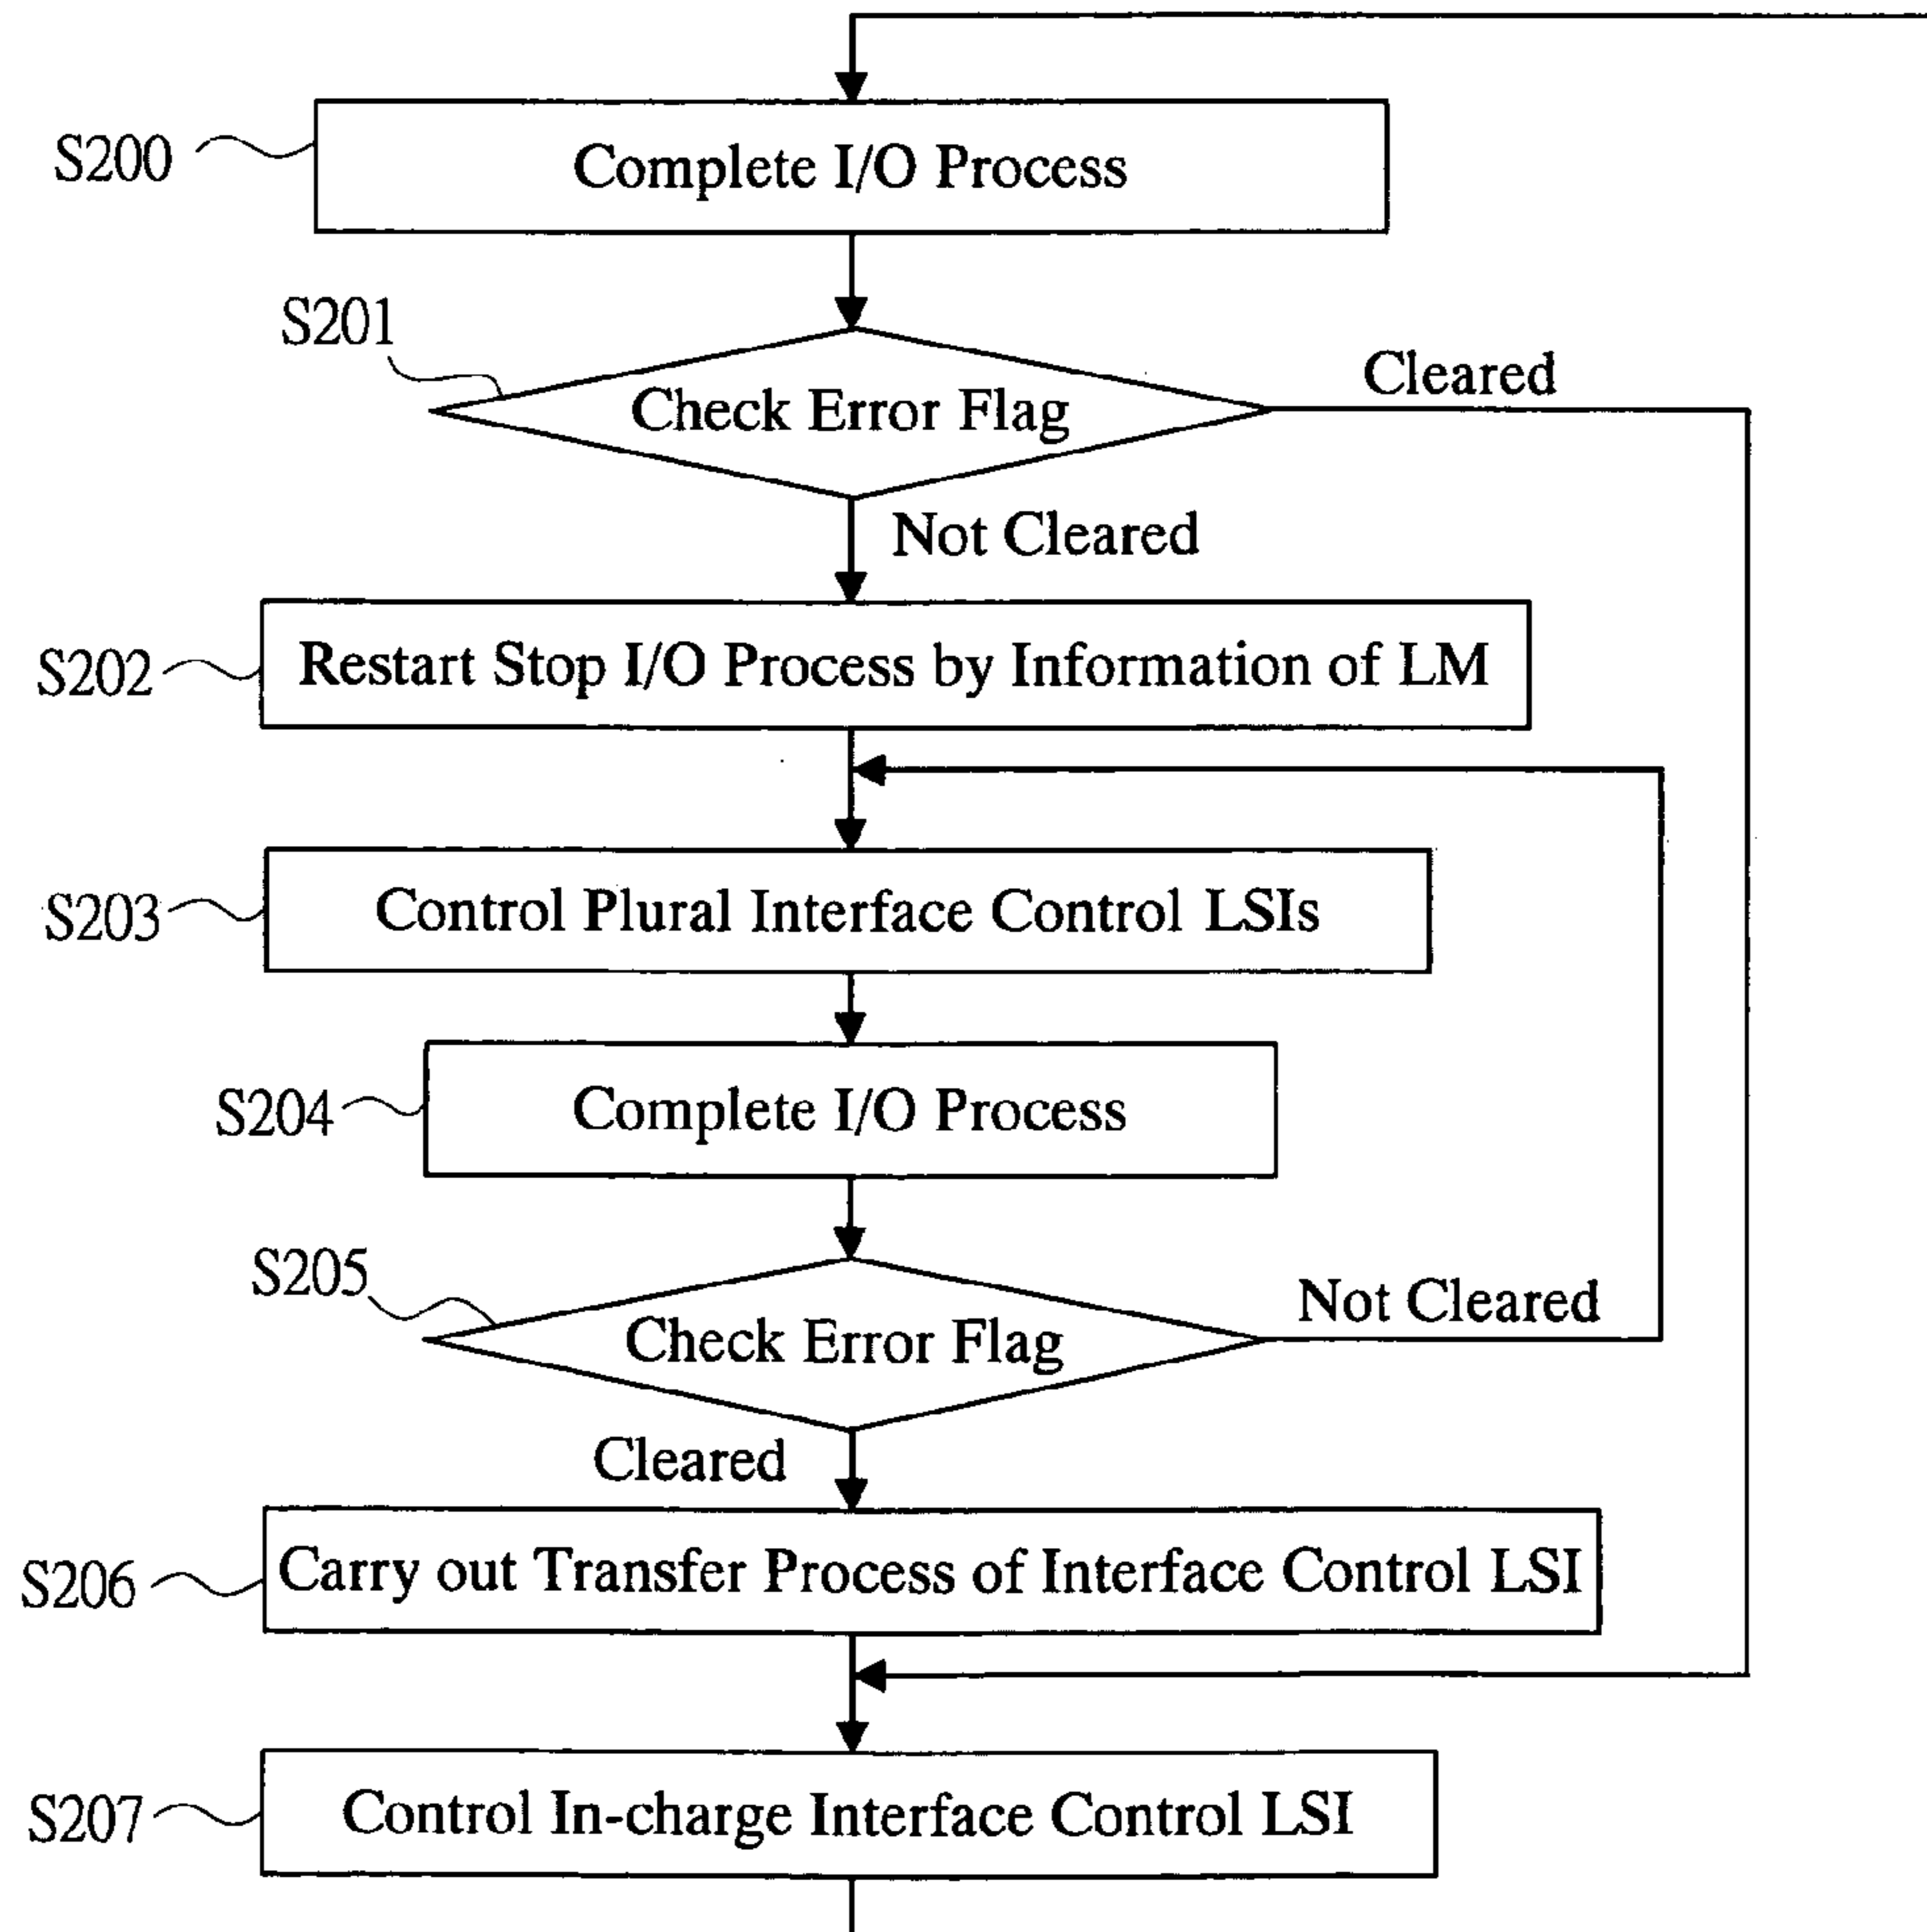 S200
Complete I/O Process
S201
Check Error Flag
Cleared
Not Cleared
S202
Restart Stop I/O Process by Information of LM
S203
Control Plural Interface Control LSIs
S204
Complete I/O Process
S205
Check Error Flag
Not Cleared
Cleared
S206
Carry out Transfer Process of Interface Control LSI
S207
Control In-charge Interface Control LSI